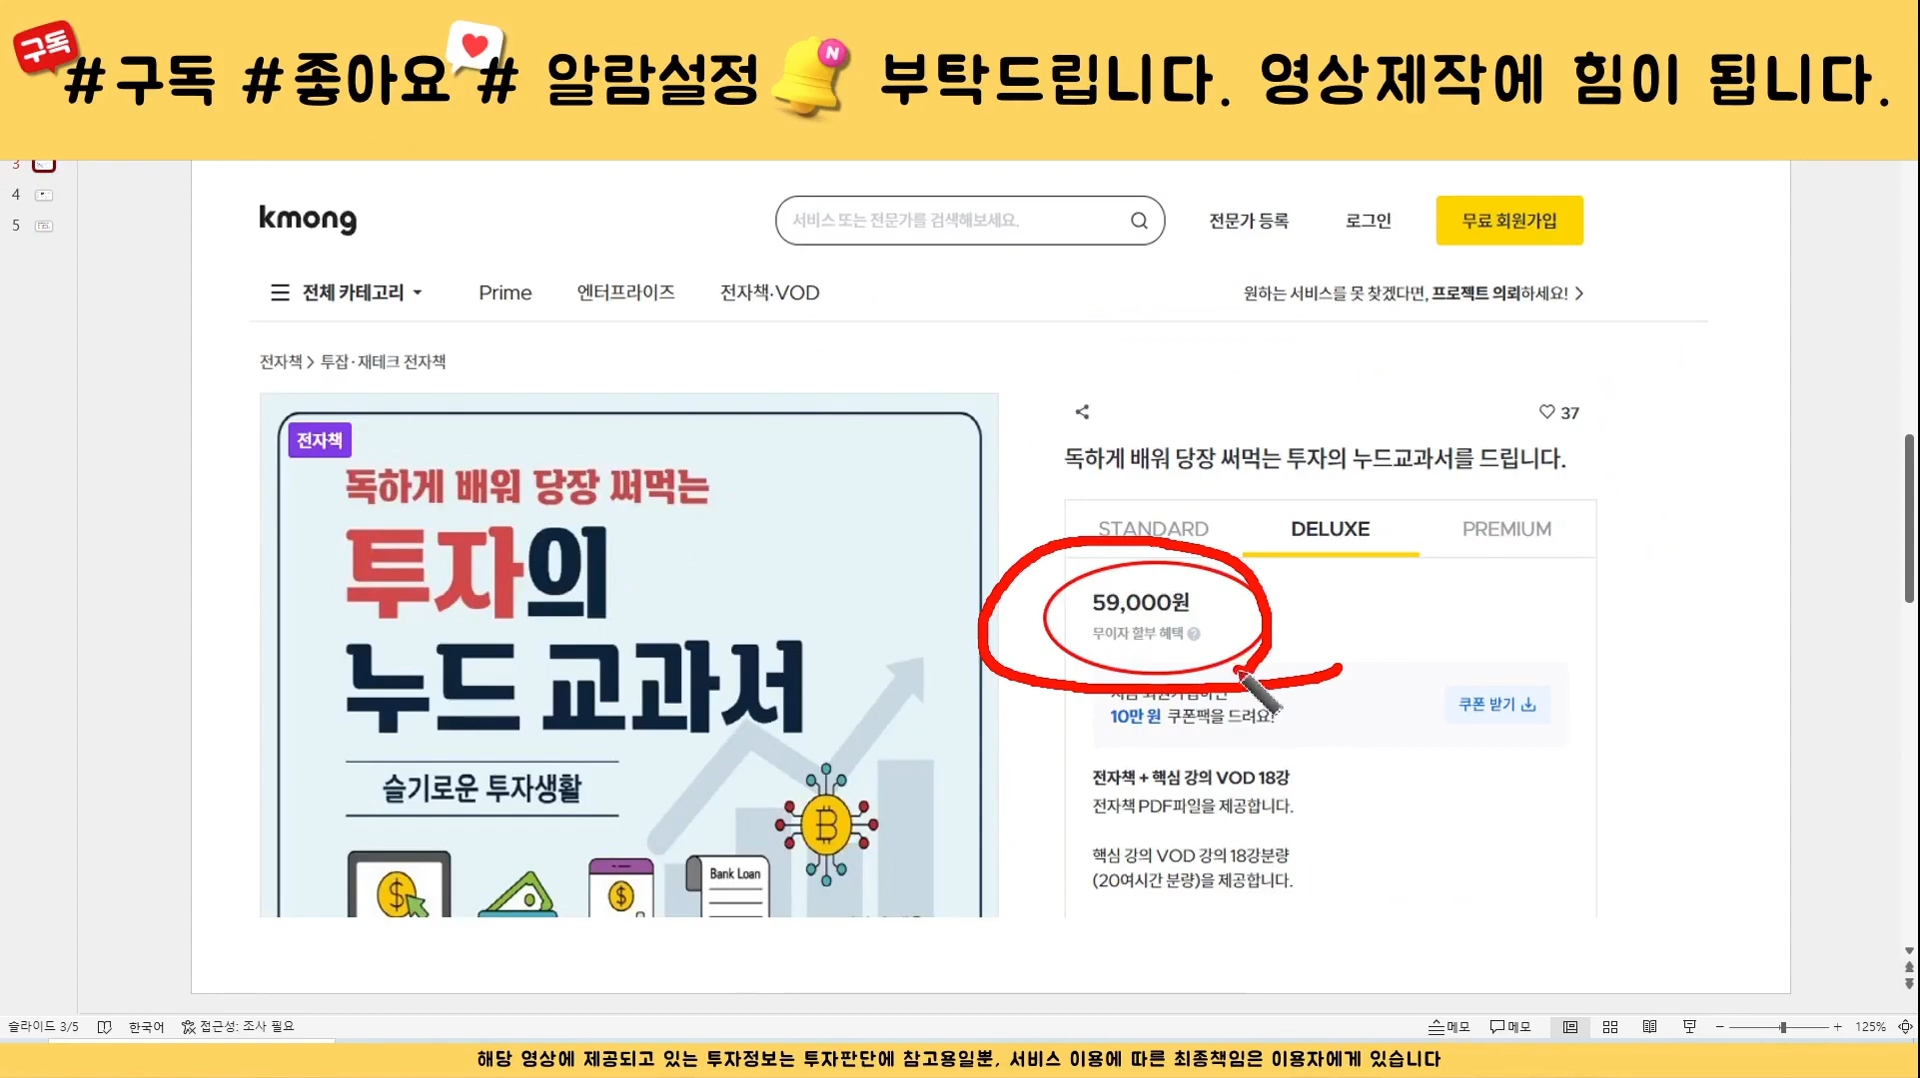 구독
#구독 #좋아요 # 알람설정 N 부탁드립니다. 영상제작에 힘이 됩니다.
3
4
5
kmong
서비스 또는 전문가를 검색해보세요.
전문가 등록
로그인
무료 회원가입
전체 카테고리
Prime
엔터프라이즈
전자책·VOD
원하는 서비스를 못 찾겠다면, 프로젝트 의뢰하세요! >
전자책 > 투잡·재테크 전자책
전자책
독하게 배워 당장 써먹는
투자의
누드 교과서
슬기로운 투자생활
Bank Loan
37
독하게 배워 당장 써먹는 투자의 누드교과서를 드립니다.
STANDARD
DELUXE
PREMIUM
59,000원
무이자 할부 혜택 ?
지금 회원가입하면
10만 원 쿠폰팩을 드려요!
쿠폰 받기
전자책 + 핵심 강의 VOD 18강
전자책 PDF파일을 제공합니다.
핵심 강의 VOD 강의 18강분량
(20여시간 분량)을 제공합니다.
슬라이드 3/5
한국어
접근성: 조사 필요
메모
메모
125%
해당 영상에 제공되고 있는 투자정보는 투자판단에 참고용일뿐, 서비스 이용에 따른 최종책임은 이용자에게 있습니다